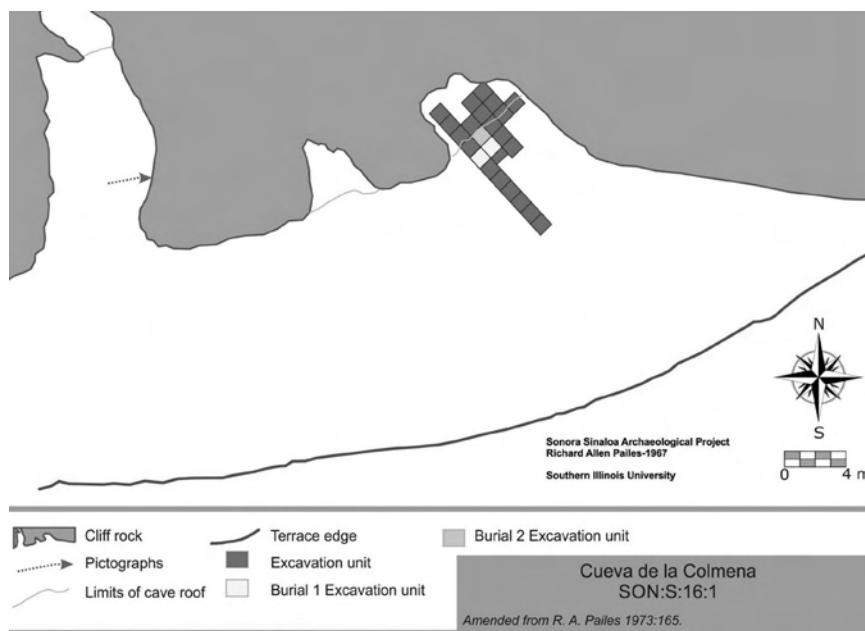 N
S
Sonora Sinaloa Archaeological Project
Richard Allen Pailes-1967
Southern Illinois University
0 4 m
Cliff rock
Terrace edge
Burial 2 Excavation unit
Pictographs
Excavation unit
Limits of cave roof
Burial 1 Excavation unit
Cueva de la Colmena
SON:S:16:1
Amended from R. A. Pailes 1973:165.